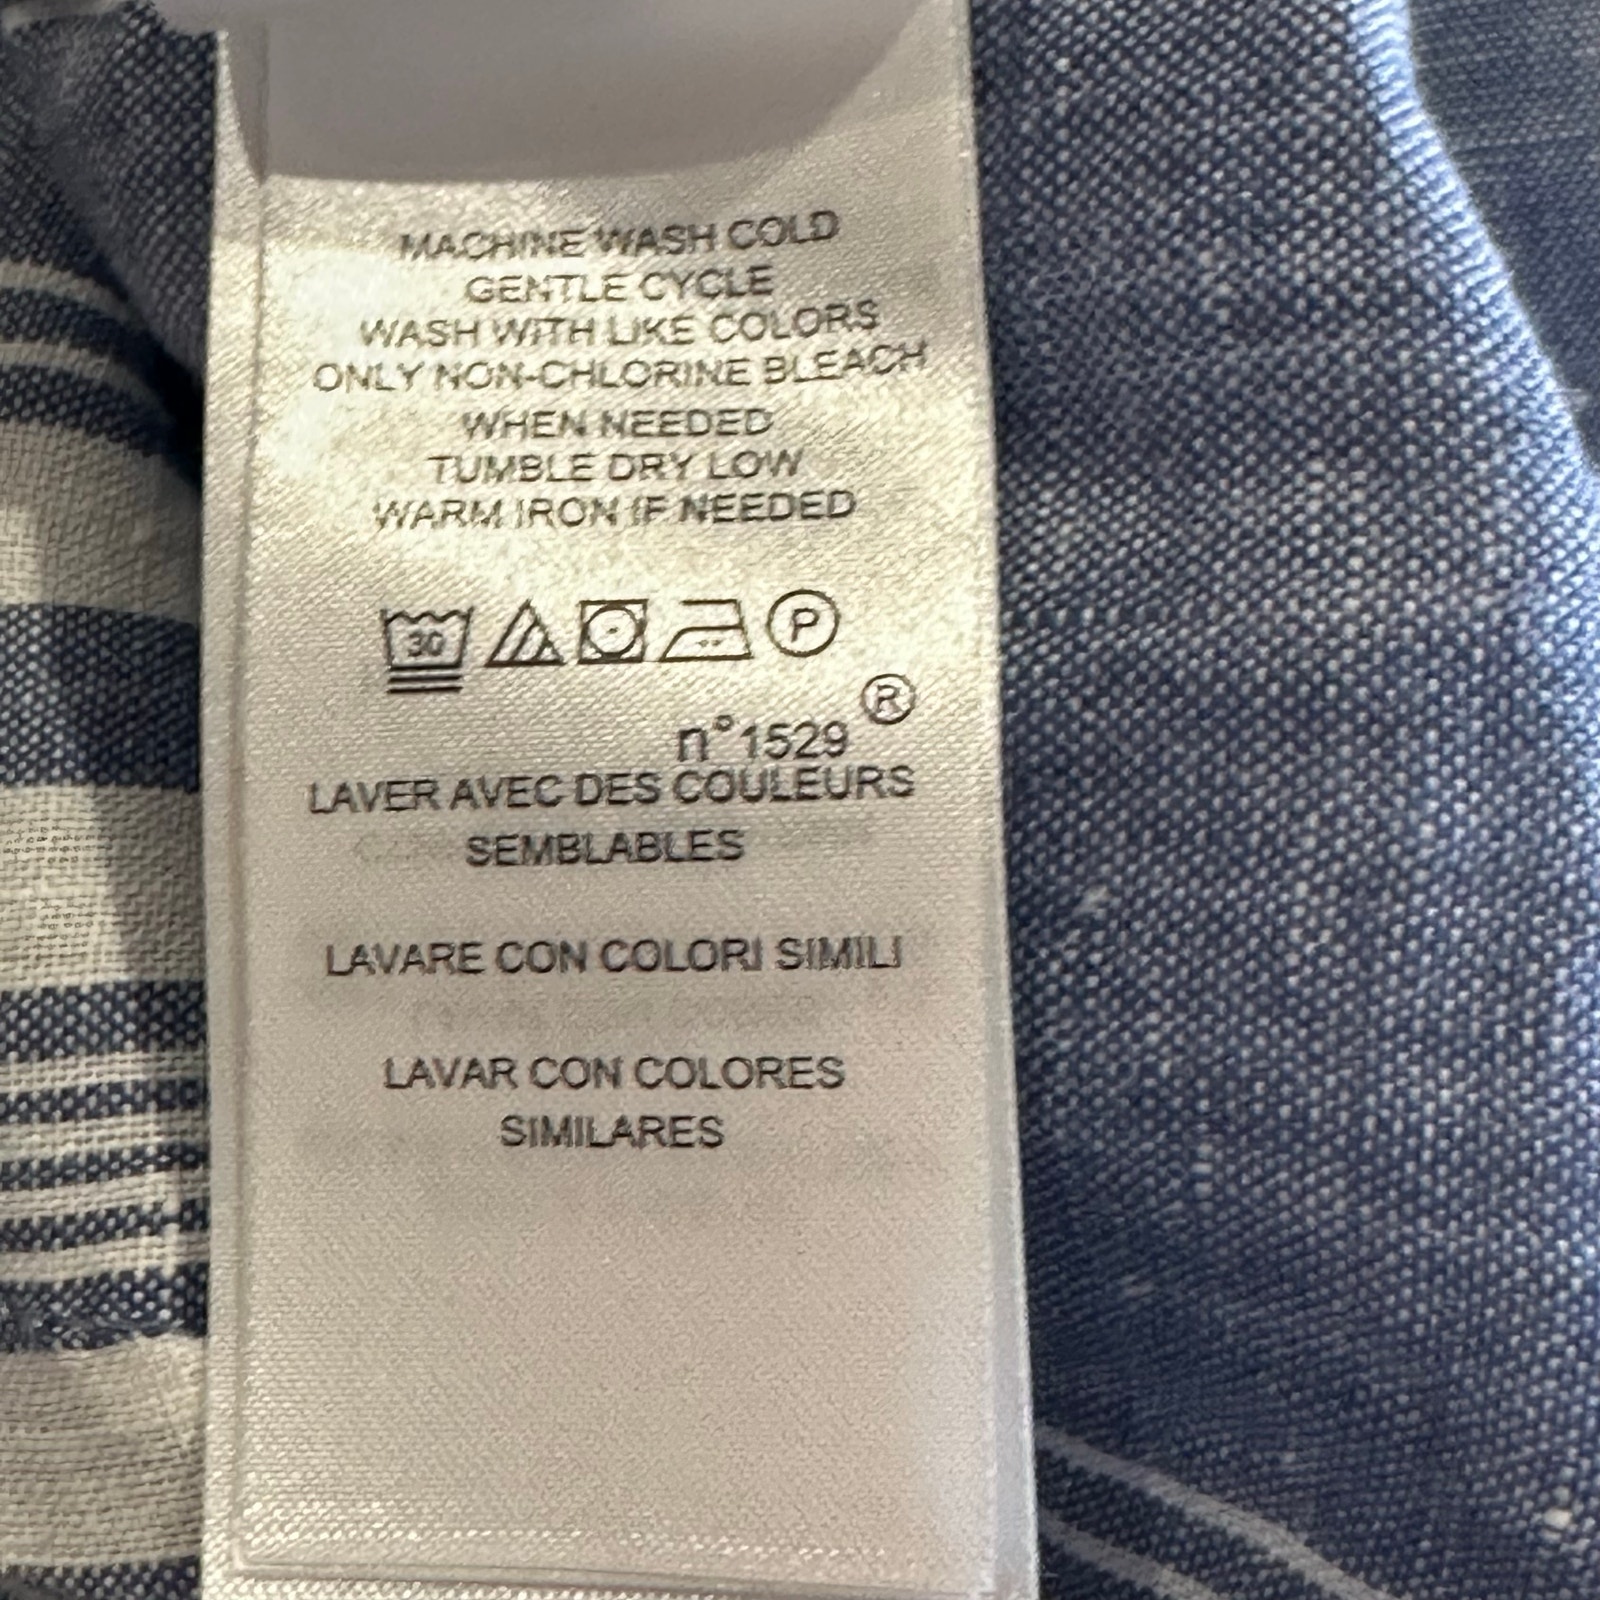 MACHINE WASH COLD
GENTLE CYCLE
WASH WITH LIKE COLORS
ONLY NON-CHLORINE BLEACH
WHEN NEEDED
TUMBLE DRY LOW
WARM IRON IF NEEDED
30 P
®
n°1529
LAVER AVEC DES COULEURS
SEMBLABLES
LAVARE CON COLORI SIMILI
LAVAR CON COLORES
SIMILARES